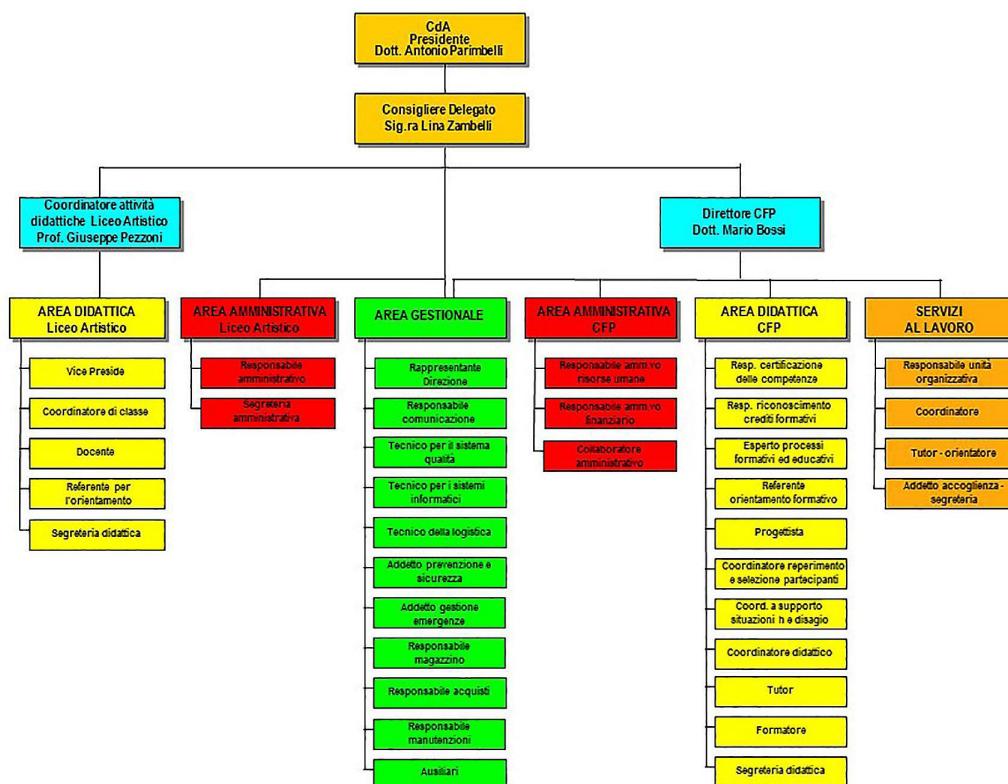 CdA
Presidente
Dott. Antonio Parimbelli
Consigliere Delegato
Sig.ra Lina Zambelli
Coordinatore attività
didattiche Liceo Artistico
Prof. Giuseppe Pezzoni
Direttore CFP
Dott. Mario Bossi
AREA DIDATTICA
Liceo Artistico
Vice Preside
Coordinatore di classe
Docente
Referente per
l'orientamento
Segreteria didattica
AREA AMMINISTRATIVA
Liceo Artistico
Responsabile
amministrativo
Segreteria
amministrativa
AREA GESTIONALE
Rappresentante
Direzione
Responsabile
comunicazione
Tecnico per il sistema
qualità
Tecnico per i sistemi
informatici
Tecnico della logistica
Addetto prevenzione e
sicurezza
Addetto gestione
emergenze
Responsabile
magazzino
Responsabile acquisti
Responsabile
manutenzioni
Ausiliari
AREA AMMINISTRATIVA
CFP
Responsabile amm.vo
risorse umane
Responsabile amm.vo
finanziario
Collaboratore
amministrativo
AREA DIDATTICA
CFP
Resp. certificazione
delle competenze
Resp. riconoscimento
crediti formativi
Esperto processi
formativi ed educativi
Referente
orientamento formativo
Progettista
Coordinatore reperimento
e selezione partecipanti
Coord. a supporto
situazioni h e disagio
Coordinatore didattico
Tutor
Formatore
Segreteria didattica
SERVIZI
AL LAVORO
Responsabile unità
organizzativa
Coordinatore
Tutor - orientatore
Addetto accoglienza -
segreteria